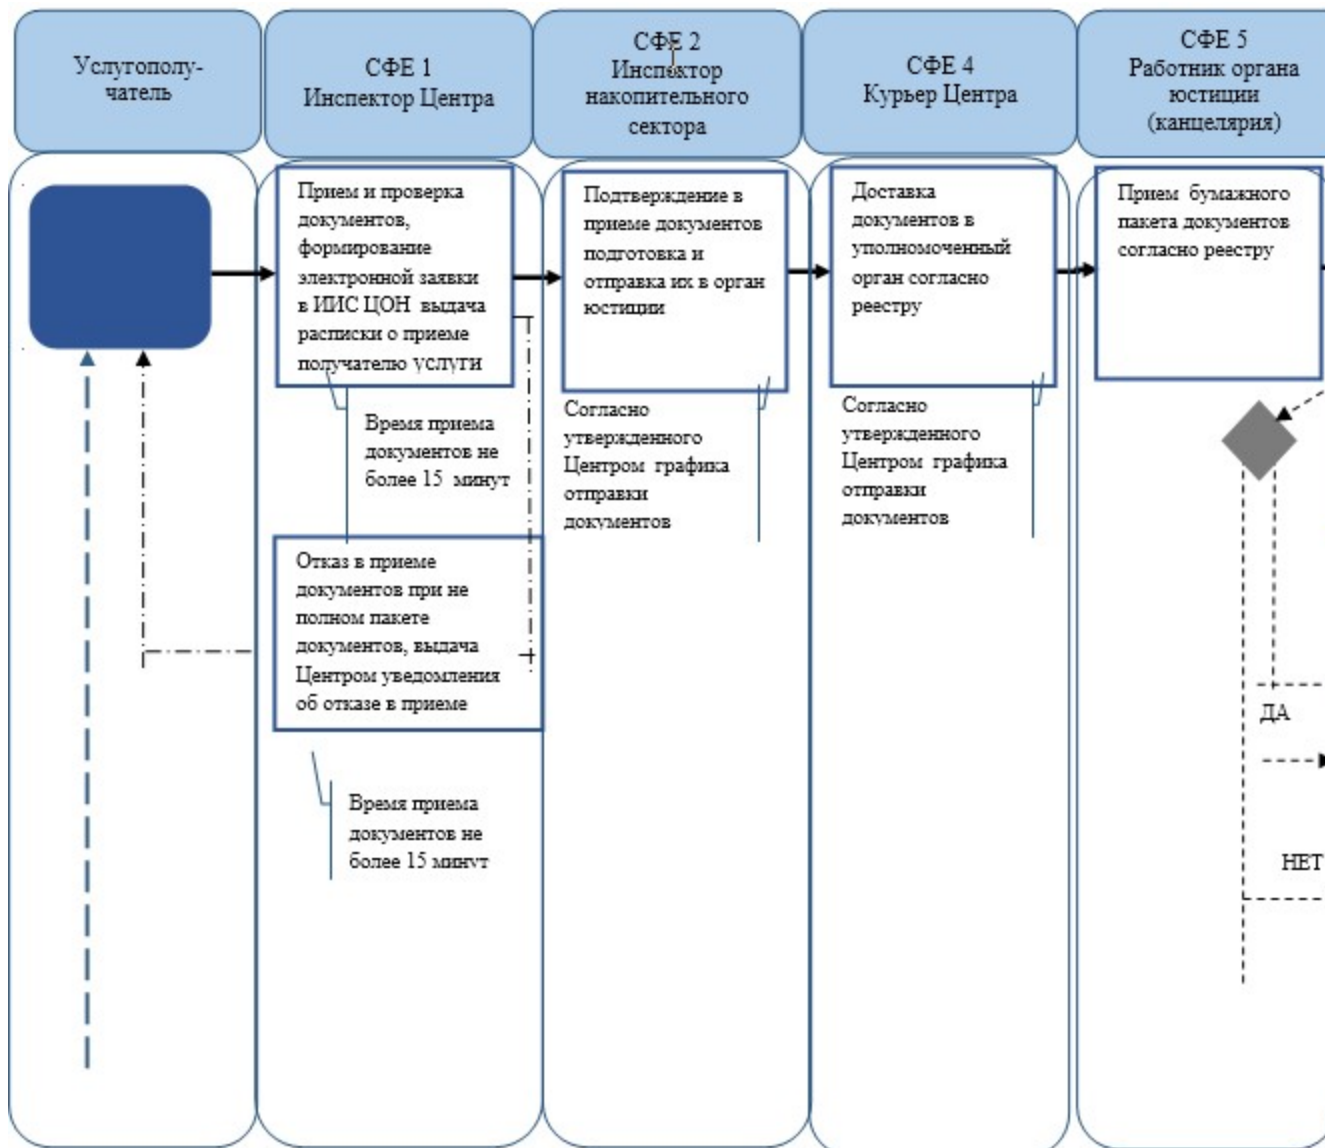 Услугополу-
чатель
СФЕ 1
Инспектор Центра
СФЕ 2
Инспектор
накопительного
сектора
СФЕ 4
Курьер Центра
СФЕ 5
Работник органа
юстиции
(канцелярия)
Прием и проверка
документов,
формирование
электронной заявки
в ИИС ЦОН выдача
расписки о приеме
получателю услуги
Подтверждение в
приеме документов
подготовка и
отправка их в орган
юстиции
Доставка
документов в
уполномоченный
орган согласно
реестру
Прием бумажного
пакета документов
согласно реестру
Время приема
документов не
более 15 минут
Согласно
утвержденного
Центром графика
отправки
документов
Согласно
утвержденного
Центром графика
отправки
документов
Отказ в приеме
документов при не
полном пакете
документов, выдача
Центром уведомления
об отказе в приеме
Время приема
документов не
более 15 минут
ДА
НЕТ